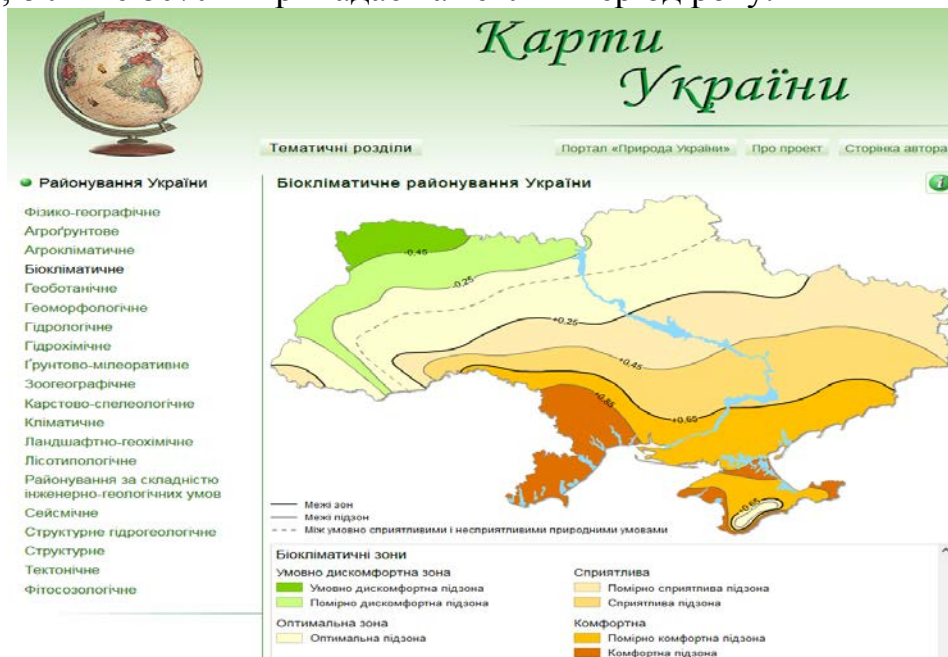 Карти
України
Тематичні розділи
Портал «Природа України» Про проект Сторінка автора
Районування України
Фізико-географічне
Агроґрунтове
Агрокліматичне
Біокліматичне
Геоботанічне
Геоморфологічне
Гідрологічне
Гідрохімічне
Ґрунтово-мілеоративне
Зоогеографічне
Карстово-спелеологічне
Кліматичне
Ландшафтно-геохімічне
Лісотипологічне
Районування за складністю
інженерно-геологічних умов
Сейсмічне
Структурне гідрогеологічне
Структурне
Тектонічне
Фітосозологічне
Біокліматичне районування України
i
-0,45
-0,25
+0,25
+0,45
+0,65
+0,85
+0,65
Межі зон
Межі підзон
Між умовно сприятливими і несприятливими природними умовами
Біокліматичні зони
Умовно дискомфортна зона
Умовно дискомфортна підзона
Помірно дискомфортна підзона
Оптимальна зона
Оптимальна підзона
Сприятлива
Помірно сприятлива підзона
Сприятлива підзона
Комфортна
Помірно комфортна підзона
Комфортна підзона